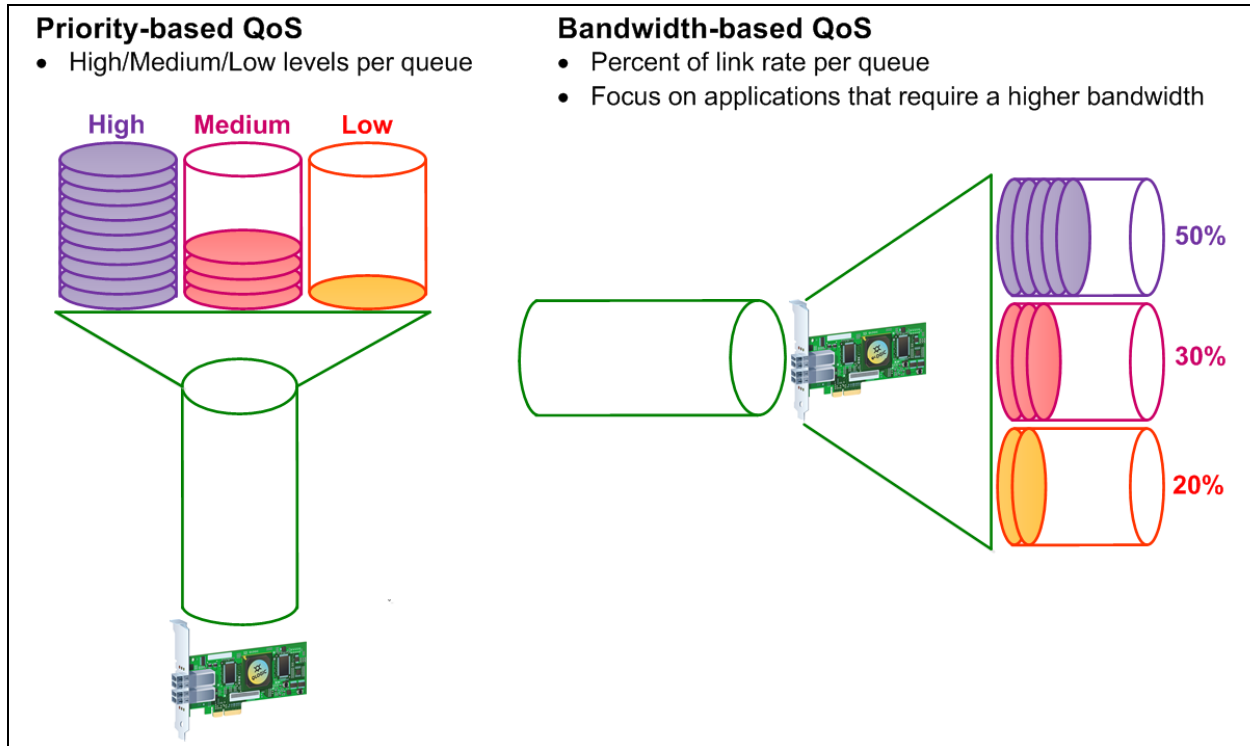 Priority-based QoS
• High/Medium/Low levels per queue
High Medium Low
Bandwidth-based QoS
• Percent of link rate per queue
• Focus on applications that require a higher bandwidth
50%
30%
20%
QLOGIC